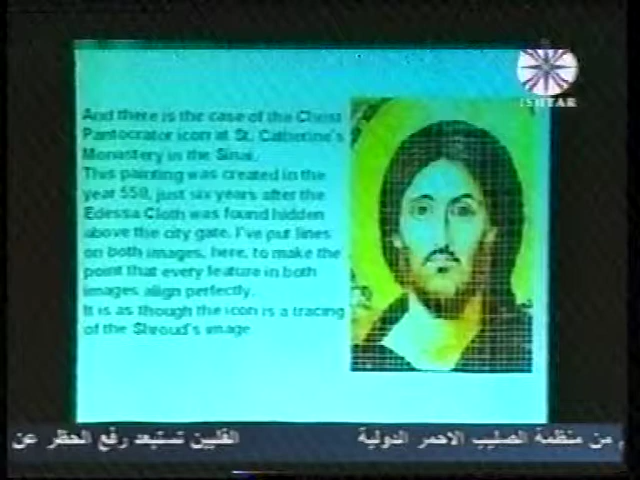 ISHTAR
And there is the case of the Christ
Pantocrator icon at St. Catherine's
Monastery in the Sinai.
This painting was created in the
year 550, just six years after the
Edessa Cloth was found hidden
above the city gate. I've put lines
on both images, here, to make the
point that every feature in both
images align perfectly.
It is as though the icon is a tracing
of the Shroud's image
من منظمة الصليب الاحمر الدولية
الفلبين تستبعد رفع الحظر عن